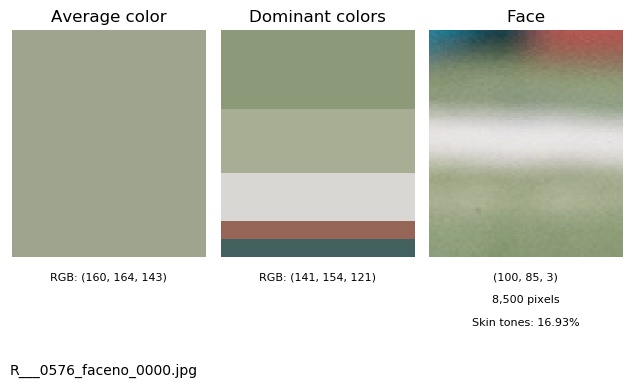 Average color
Dominant colors
Face
RGB: (160, 164, 143)
RGB: (141, 154, 121)
(100, 85, 3)
8,500 pixels
Skin tones: 16.93%
R___0576_faceno_0000.jpg